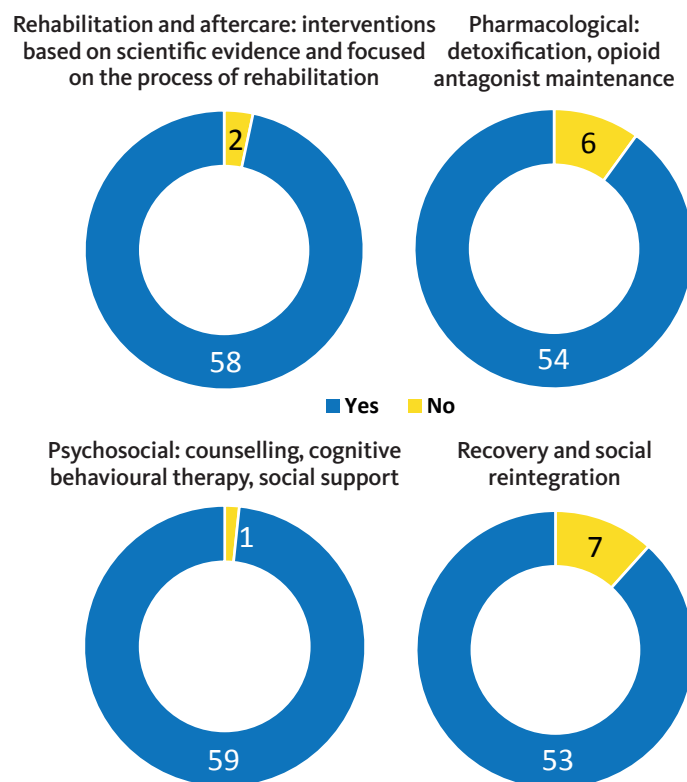 Rehabilitation and aftercare: interventions
based on scientific evidence and focused
on the process of rehabilitation
2
58
Pharmacological:
detoxification, opioid
antagonist maintenance
6
54
Yes No
Psychosocial: counselling, cognitive
behavioural therapy, social support
1
59
Recovery and social
reintegration
7
53